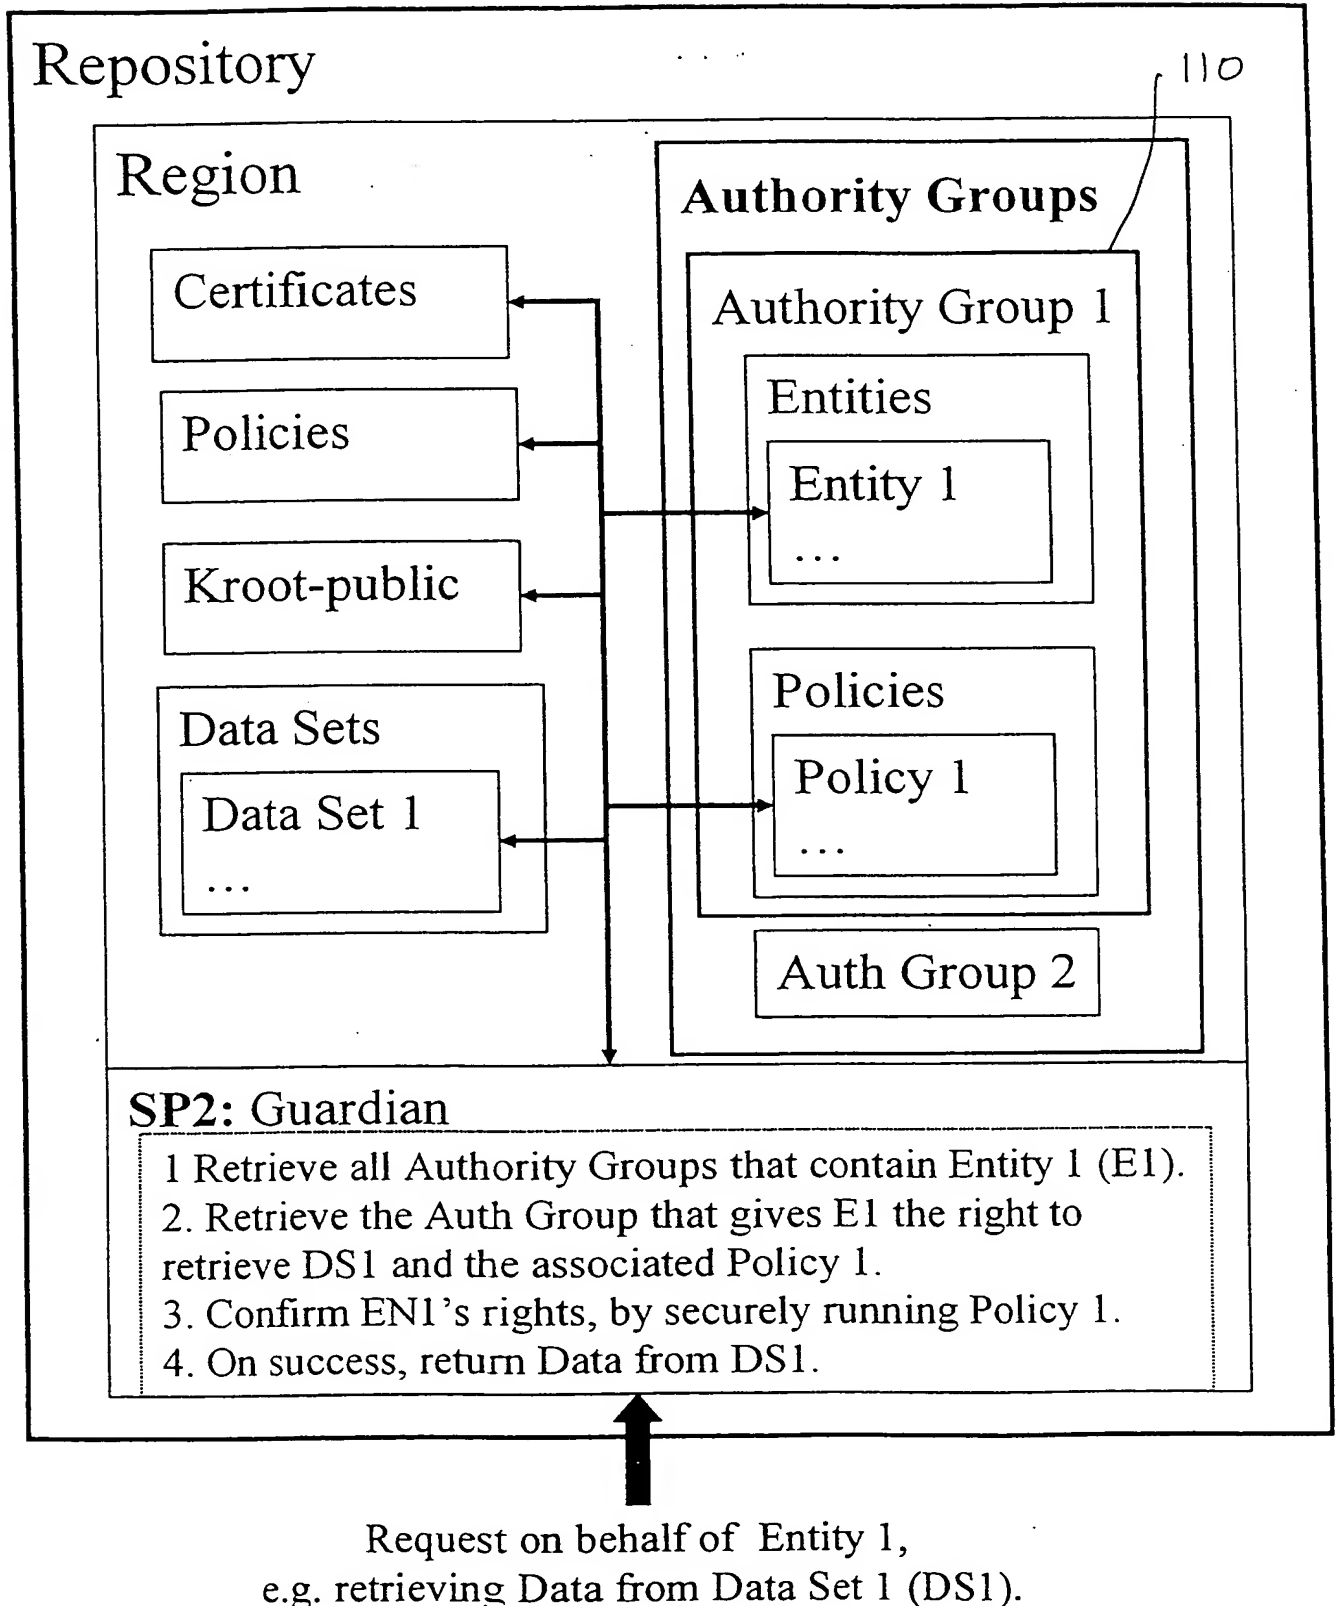 Repository
110
Region
Authority Groups
Certificates
Authority Group 1
Entities
Policies
Entity 1
...
Kroot-public
Policies
Data Sets
Policy 1
Data Set 1
...
...
Auth Group 2
SP2: Guardian
1 Retrieve all Authority Groups that contain Entity 1 (E1).
2. Retrieve the Auth Group that gives E1 the right to
retrieve DS1 and the associated Policy 1.
3. Confirm EN1's rights, by securely running Policy 1.
4. On success, return Data from DS1.
Request on behalf of Entity 1,
e.g. retrieving Data from Data Set 1 (DS1).